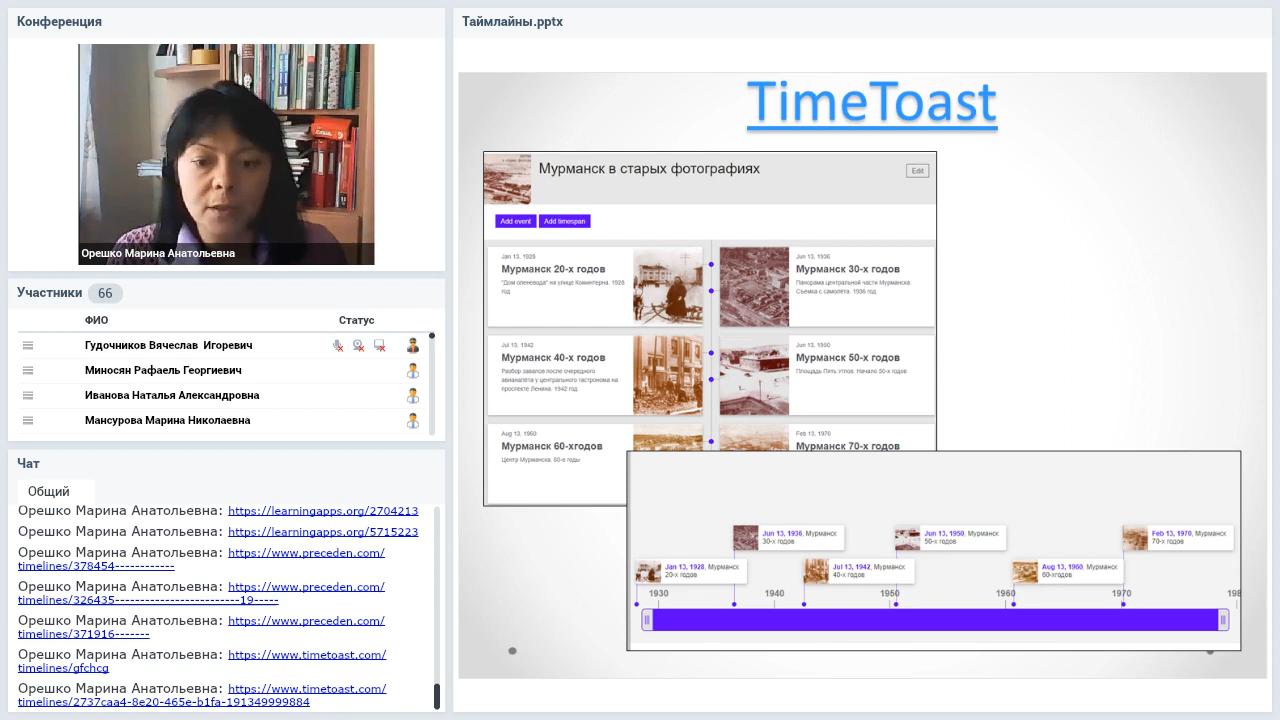 Конференция
Орешко Марина Анатольевна
Участники 66
ФИО Статус
Гудочников Вячеслав Игоревич
Миносян Рафаель Георгиевич
Иванова Наталья Александровна
Мансурова Марина Николаевна
Чат
Общий
Орешко Марина Анатольевна: https://learningapps.org/2704213
Орешко Марина Анатольевна: https://learningapps.org/5715223
Орешко Марина Анатольевна: https://www.preceden.com/
timelines/378454------------
Орешко Марина Анатольевна: https://www.preceden.com/
timelines/326435--------------------------19-----
Орешко Марина Анатольевна: https://www.preceden.com/
timelines/371916-------
Орешко Марина Анатольевна: https://www.timetoast.com/
timelines/gfchcg
Орешко Марина Анатольевна: https://www.timetoast.com/
timelines/2737caa4-8e20-465e-b1fa-191349999884
Таймлайны.pptx
TimeToast
Мурманск в старых фотографиях
Edit
Add event Add timespan
Jan 13, 1928
Мурманск 20-х годов
"Дом оленевода" на улице Коминтерна. 1928
год
Jun 13, 1936
Мурманск 30-х годов
Панорама центральной части Мурманска.
Съемка с самолёта. 1936 год.
Jul 13, 1942
Мурманск 40-х годов
Разбор завалов после очередного
авианалёта у центрального гастронома на
проспекте Ленина. 1942 год.
Jun 13, 1950
Мурманск 50-х годов
Площадь Пять углов. Начало 50-х годов
Aug 13, 1960
Мурманск 60-хгодов
Центр Мурманска. 60-е годы
Feb 13, 1970
Мурманск 70-х годов
Jun 13, 1936, Мурманск
30-х годов
Jun 13, 1950, Мурманск
50-х годов
Feb 13, 1970, Мурманск
70-х годов
Jan 13, 1928, Мурманск
20-х годов
Jul 13, 1942, Мурманск
40-х годов
Aug 13, 1960, Мурманск
60-хгодов
1930 1940 1950 1960 1970 198